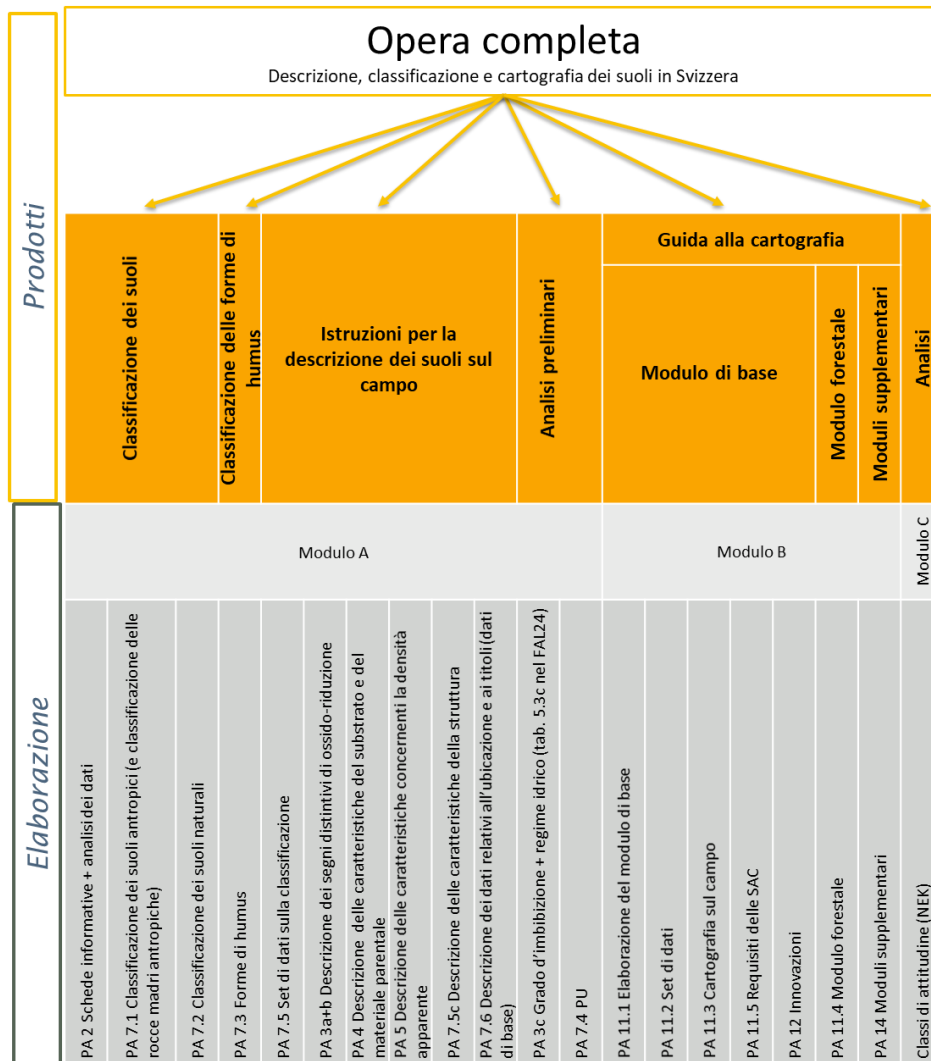 Opera completa
Descrizione, classificazione e cartografia dei suoli in Svizzera
Prodotti
Classificazione dei suoli
Classificazione delle forme di
humus
Istruzioni per la
descrizione dei suoli sul
campo
Analisi preliminari
Guida alla cartografia
Modulo di base
Modulo forestale
Moduli supplementari
Analisi
Elaborazione
Modulo A
Modulo B
Modulo C
PA 2 Schede informative + analisi dei dati
PA 7.1 Classificazione dei suoli antropici (e classificazione delle
rocce madri antropiche)
PA 7.2 Classificazione dei suoli naturali
PA 7.3 Forme di humus
PA 7.5 Set di dati sulla classificazione
PA 3a+b Descrizione dei segni distintivi di ossido-riduzione
PA 4 Descrizione delle caratteristiche del substrato e del
materiale parentale
PA 5 Descrizione delle caratteristiche concernenti la densità
apparente
PA 7.5c Descrizione delle caratteristiche della struttura
PA 7.6 Descrizione dei dati relativi all'ubicazione e ai titoli (dati
di base)
PA 3c Grado d'imbibizione + regime idrico (tab. 5.3c nel FAL24)
PA 7.4 PU
PA 11.1 Elaborazione del modulo di base
PA 11.2 Set di dati
PA 11.3 Cartografia sul campo
PA 11.5 Requisiti delle SAC
PA 12 Innovazioni
PA 11.4 Modulo forestale
PA 14 Moduli supplementari
Classi di attitudine (NEK)